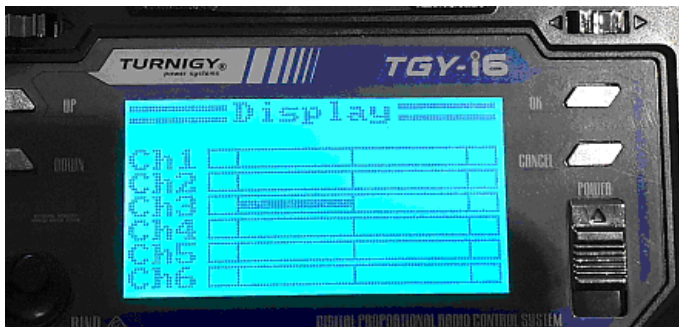 TURNIGY®
power systems
TGY-i6
UP
DOWN
Display
Ch1
Ch2
Ch3
Ch4
Ch5
Ch6
OK
CANCEL
POWER
BIND
DIGITAL PROPORTIONAL RADIO CONTROL SYSTEM